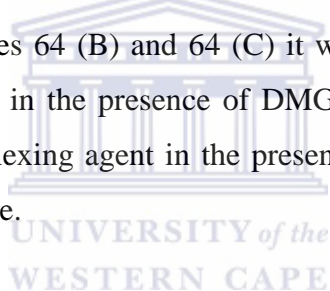 es 64 (B) and 64 (C) it w
in the presence of DMG
lexing agent in the presen
e.
UNIVERSITY of the
WESTERN CAPE